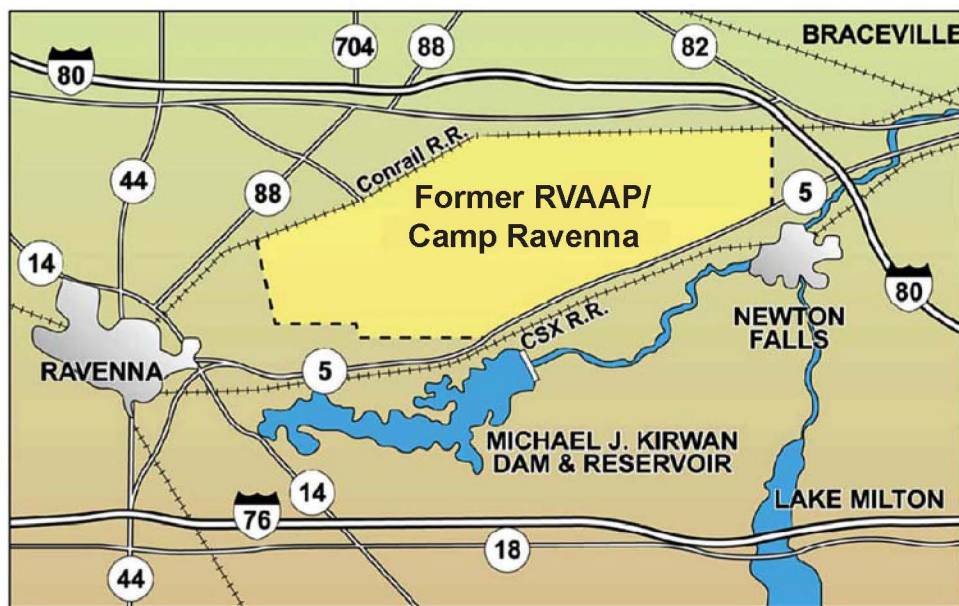 BRACEVILLE
704
88
82
80
Conrail R.R.
44
88
Former RVAAP/
Camp Ravenna
5
14
80
NEWTON
FALLS
CSX R.R.
RAVENNA
5
MICHAEL J. KIRWAN
DAM & RESERVOIR
14
LAKE MILTON
76
18
44